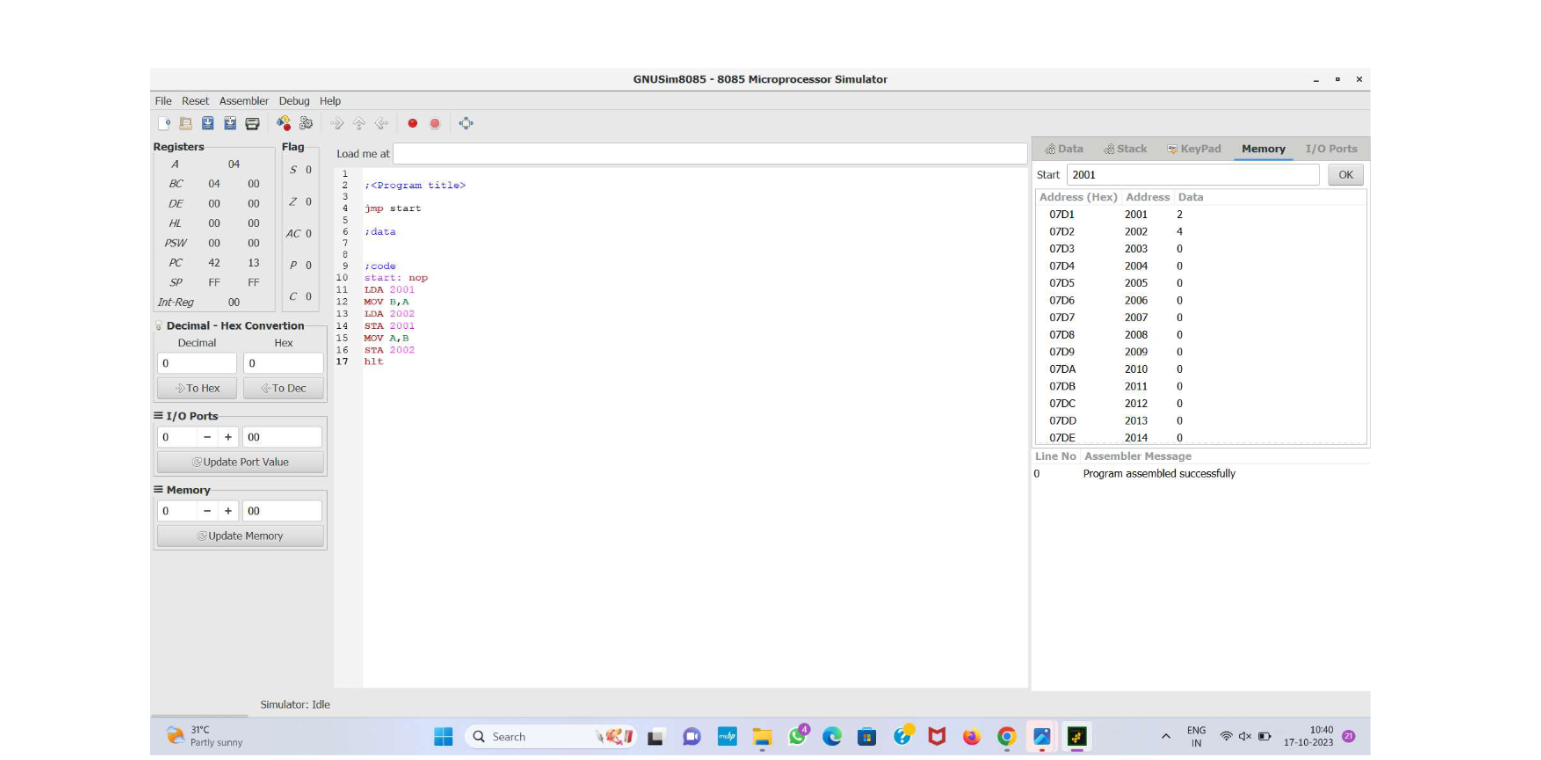 GNUSim8085 - 8085 Microprocessor Simulator
File Reset Assembler Debug Help
Registers
A 04
BC 04 00
DE 00 00
HL 00 00
PSW 00 00
PC 42 13
SP FF FF
Int-Reg 00
Flag
S 0
Z 0
AC 0
P 0
C 0
Decimal - Hex Convertion
Decimal Hex
0 0
To Hex To Dec
I/O Ports
0 − + 00
Update Port Value
Memory
0 − + 00
Update Memory
Load me at
1
2 ;<Program title>
3
4 jmp start
5
6 ;data
7
8
9 ;code
10 start: nop
11 LDA 2001
12 MOV B,A
13 LDA 2002
14 STA 2001
15 MOV A,B
16 STA 2002
17 hlt
Data Stack KeyPad Memory I/O Ports
Start 2001 OK
Address (Hex) Address Data
07D1 2001 2
07D2 2002 4
07D3 2003 0
07D4 2004 0
07D5 2005 0
07D6 2006 0
07D7 2007 0
07D8 2008 0
07D9 2009 0
07DA 2010 0
07DB 2011 0
07DC 2012 0
07DD 2013 0
07DE 2014 0
Line No Assembler Message
0 Program assembled successfully
Simulator: Idle
31°C
Partly sunny
Search
mdp
4
ENG
IN
10:40
17-10-2023
21